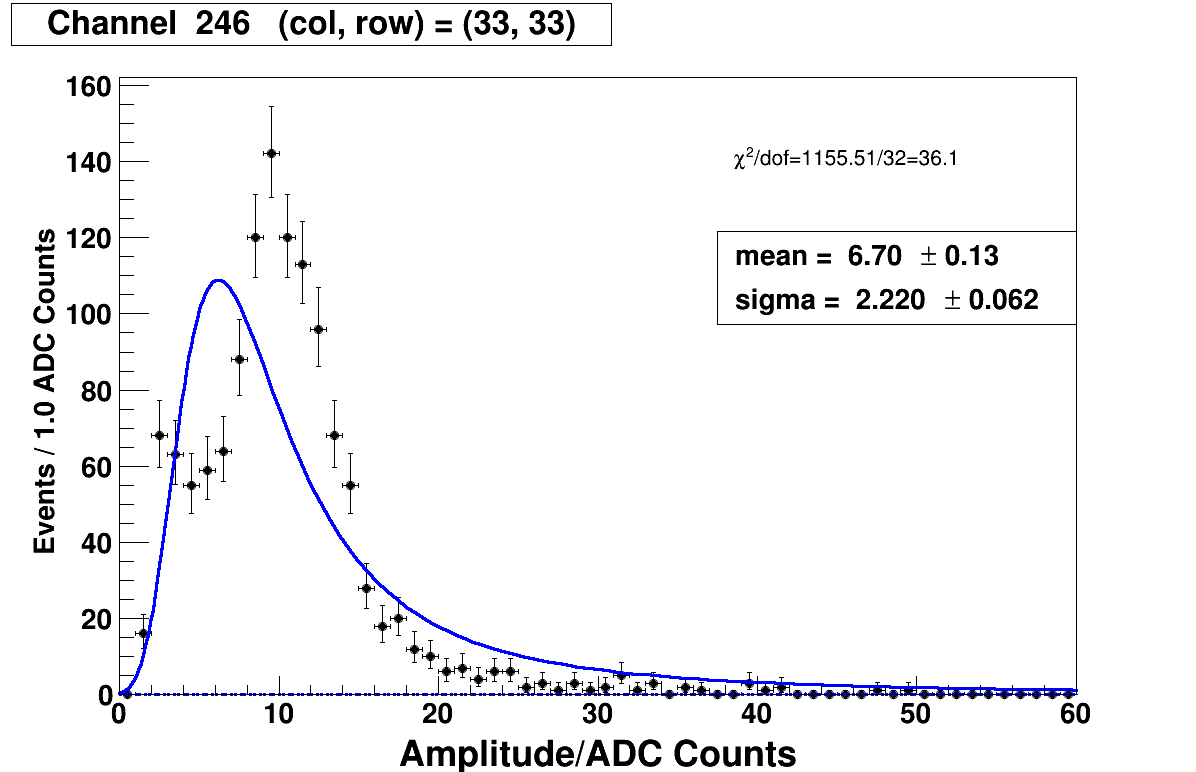 Channel 246 (col, row) = (33, 33)
χ²/dof=1155.51/32=36.1
mean = 6.70 ± 0.13
sigma = 2.220 ± 0.062
Events / 1.0 ADC Counts
160
140
120
100
80
60
40
20
0
0 10 20 30 40 50 60
Amplitude/ADC Counts